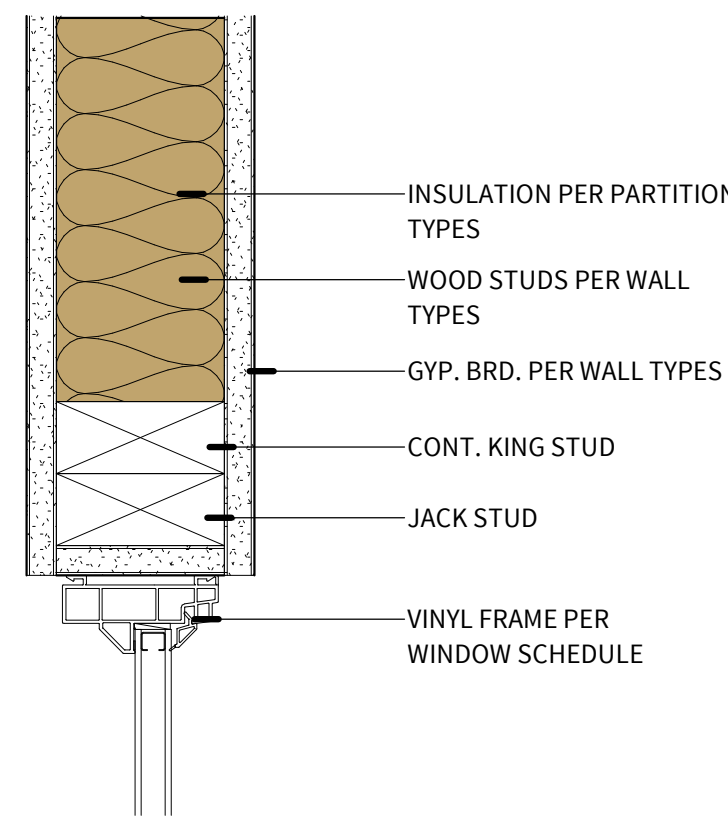 INSULATION PER PARTITION
TYPES
WOOD STUDS PER WALL
TYPES
GYP. BRD. PER WALL TYPES
CONT. KING STUD
JACK STUD
VINYL FRAME PER
WINDOW SCHEDULE